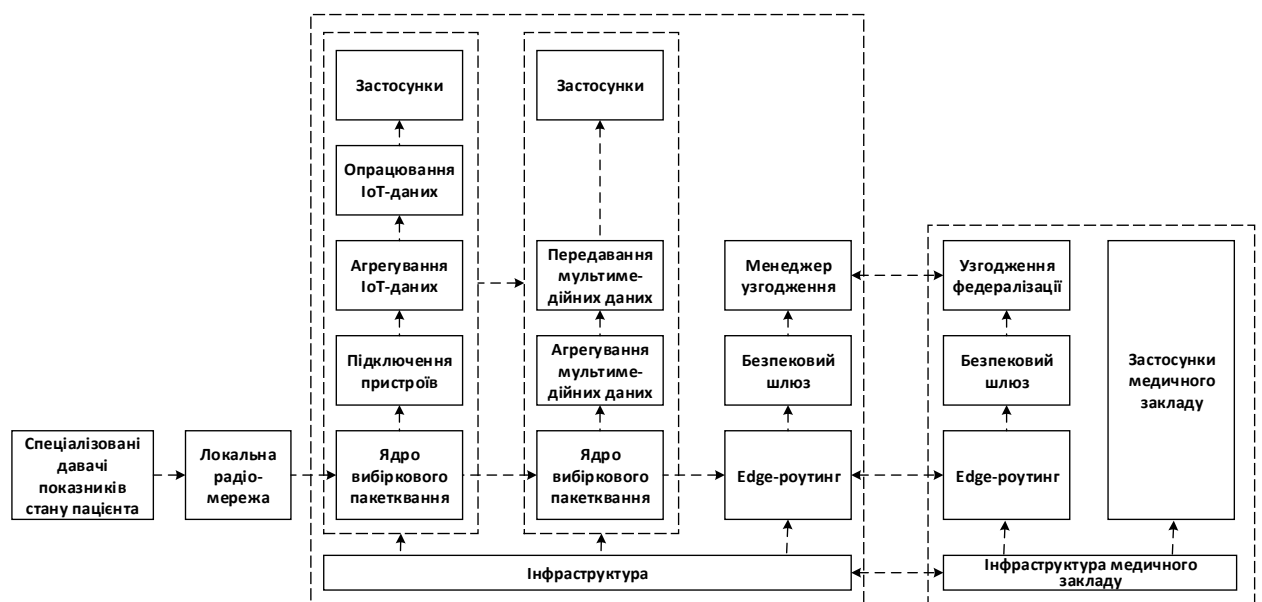 Застосунки
Застосунки
Опрацювання
IoT-даних
Агрегування
IoT-даних
Передавання
мультиме-
дійних даних
Менеджер
узгодження
Узгодження
федералізації
Підключення
пристроїв
Агрегування
мультиме-
дійних даних
Безпековий
шлюз
Безпековий
шлюз
Застосунки
медичного
закладу
Спеціалізовані
давачі
показників
стану пацієнта
Локальна
радіо-
мережа
Ядро
вибіркового
пакетквання
Ядро
вибіркового
пакетквання
Edge-роутинг
Edge-роутинг
Інфраструктура
Інфраструктура медичного
закладу